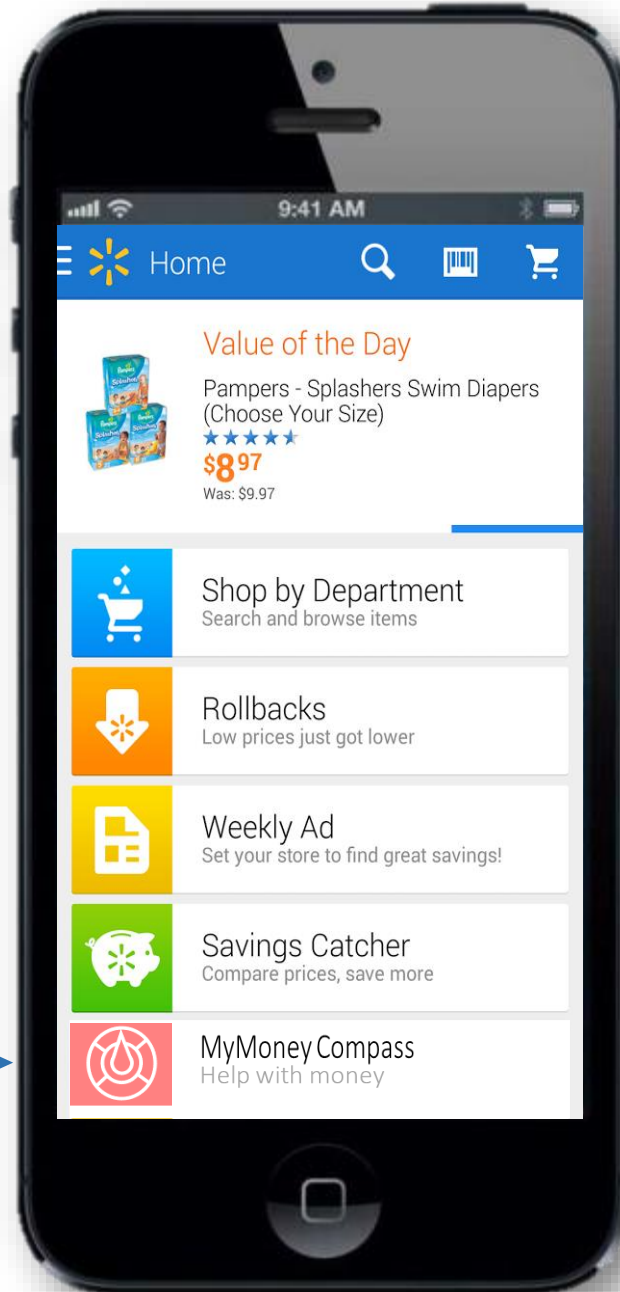 9:41 AM
Home
Value of the Day
Pampers - Splashers Swim Diapers
(Choose Your Size)
$8.97
Was: $9.97
Shop by Department
Search and browse items
Rollbacks
Low prices just got lower
Weekly Ad
Set your store to find great savings!
Savings Catcher
Compare prices, save more
MyMoney Compass
Help with money